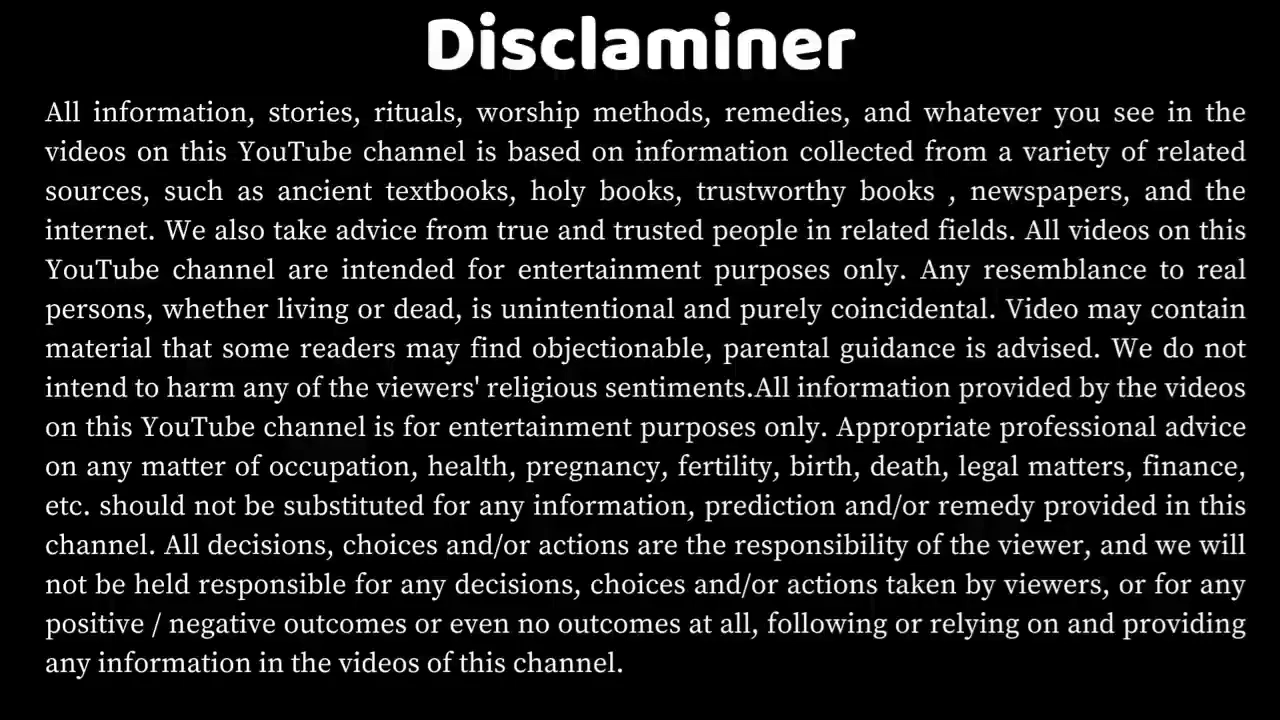 Disclaminer
All information, stories, rituals, worship methods, remedies, and whatever you see in the
videos on this YouTube channel is based on information collected from a variety of related
sources, such as ancient textbooks, holy books, trustworthy books , newspapers, and the
internet. We also take advice from true and trusted people in related fields. All videos on this
YouTube channel are intended for entertainment purposes only. Any resemblance to real
persons, whether living or dead, is unintentional and purely coincidental. Video may contain
material that some readers may find objectionable, parental guidance is advised. We do not
intend to harm any of the viewers' religious sentiments.All information provided by the videos
on this YouTube channel is for entertainment purposes only. Appropriate professional advice
on any matter of occupation, health, pregnancy, fertility, birth, death, legal matters, finance,
etc. should not be substituted for any information, prediction and/or remedy provided in this
channel. All decisions, choices and/or actions are the responsibility of the viewer, and we will
not be held responsible for any decisions, choices and/or actions taken by viewers, or for any
positive / negative outcomes or even no outcomes at all, following or relying on and providing
any information in the videos of this channel.